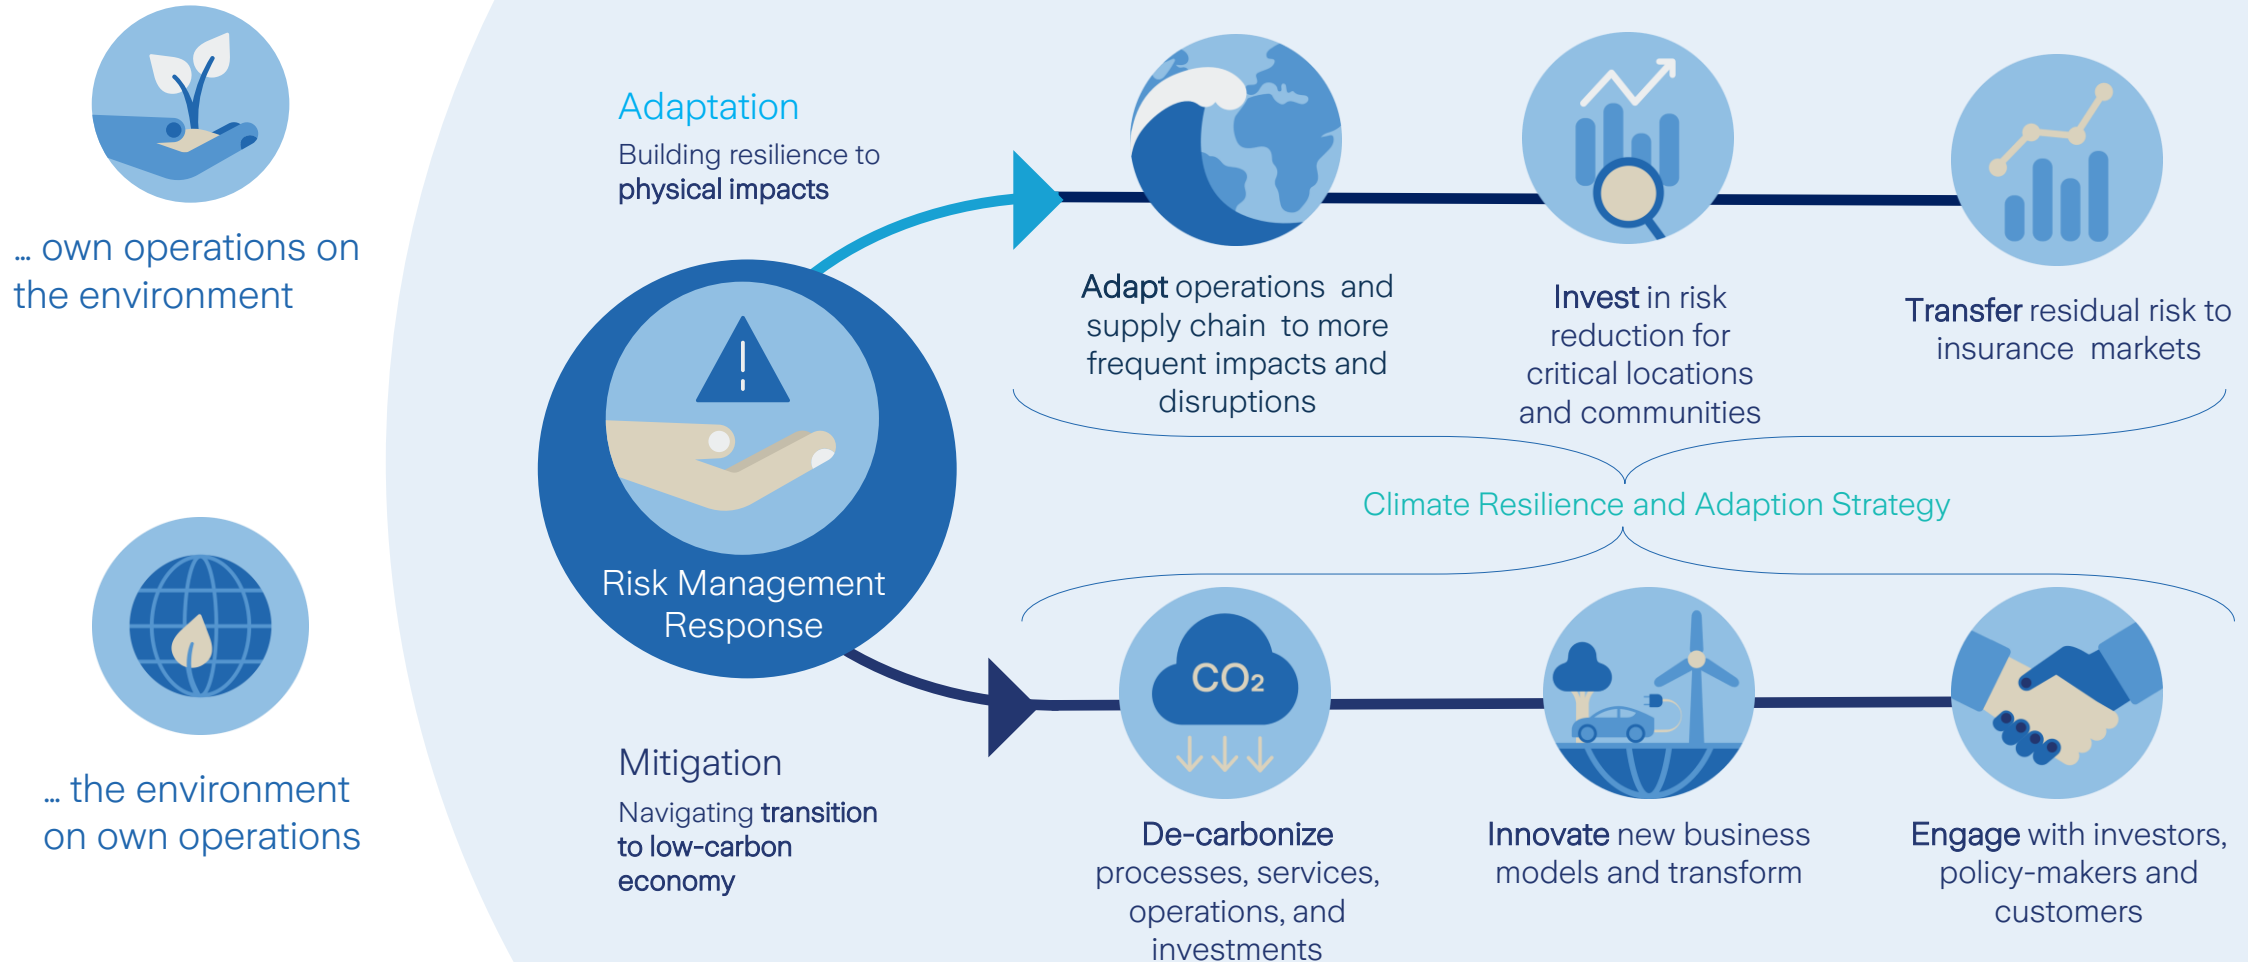 ... own operations on
the environment
... the environment
on own operations
Adaptation
Building resilience to
physical impacts
Risk Management
Response
Mitigation
Navigating transition
to low-carbon
economy
Adapt operations and
supply chain to more
frequent impacts and
disruptions
Invest in risk
reduction for
critical locations
and communities
Transfer residual risk to
insurance markets
Climate Resilience and Adaption Strategy
CO₂
De-carbonize
processes, services,
operations, and
investments
Innovate new business
models and transform
Engage with investors,
policy-makers and
customers